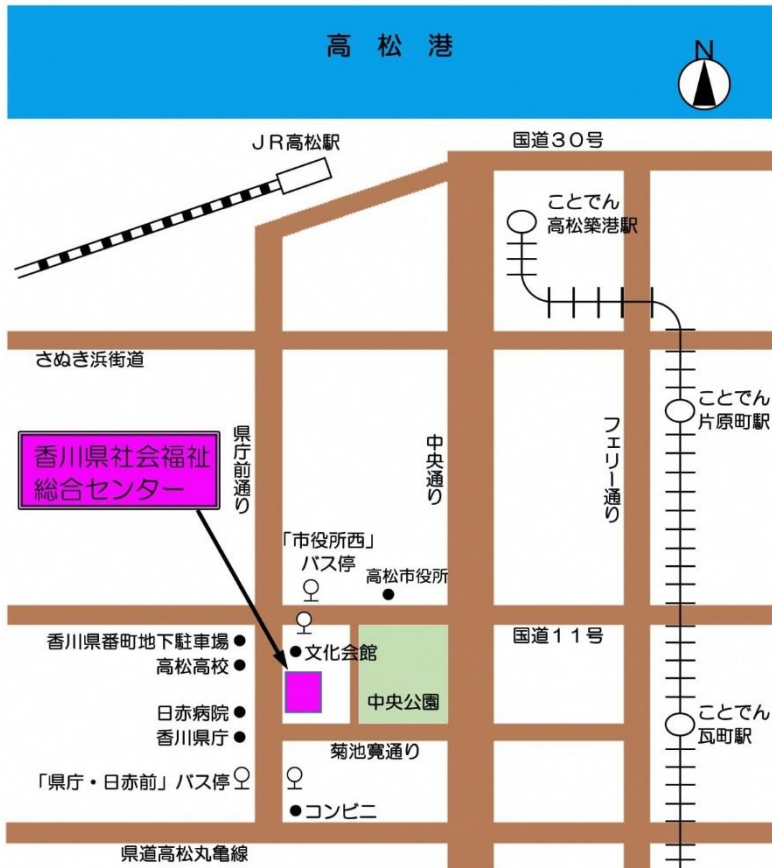 高松港
N
JR高松駅
国道30号
ことでん
高松築港駅
さぬき浜街道
ことでん
片原町駅
香川県社会福祉
総合センター
県庁前通り
中央通り
フェリー通り
「市役所西」
バス停
高松市役所
国道11号
香川県番町地下駐車場
文化会館
高松高校
中央公園
日赤病院
香川県庁
ことでん
瓦町駅
菊池寛通り
「県庁・日赤前」バス停
コンビニ
県道高松丸亀線